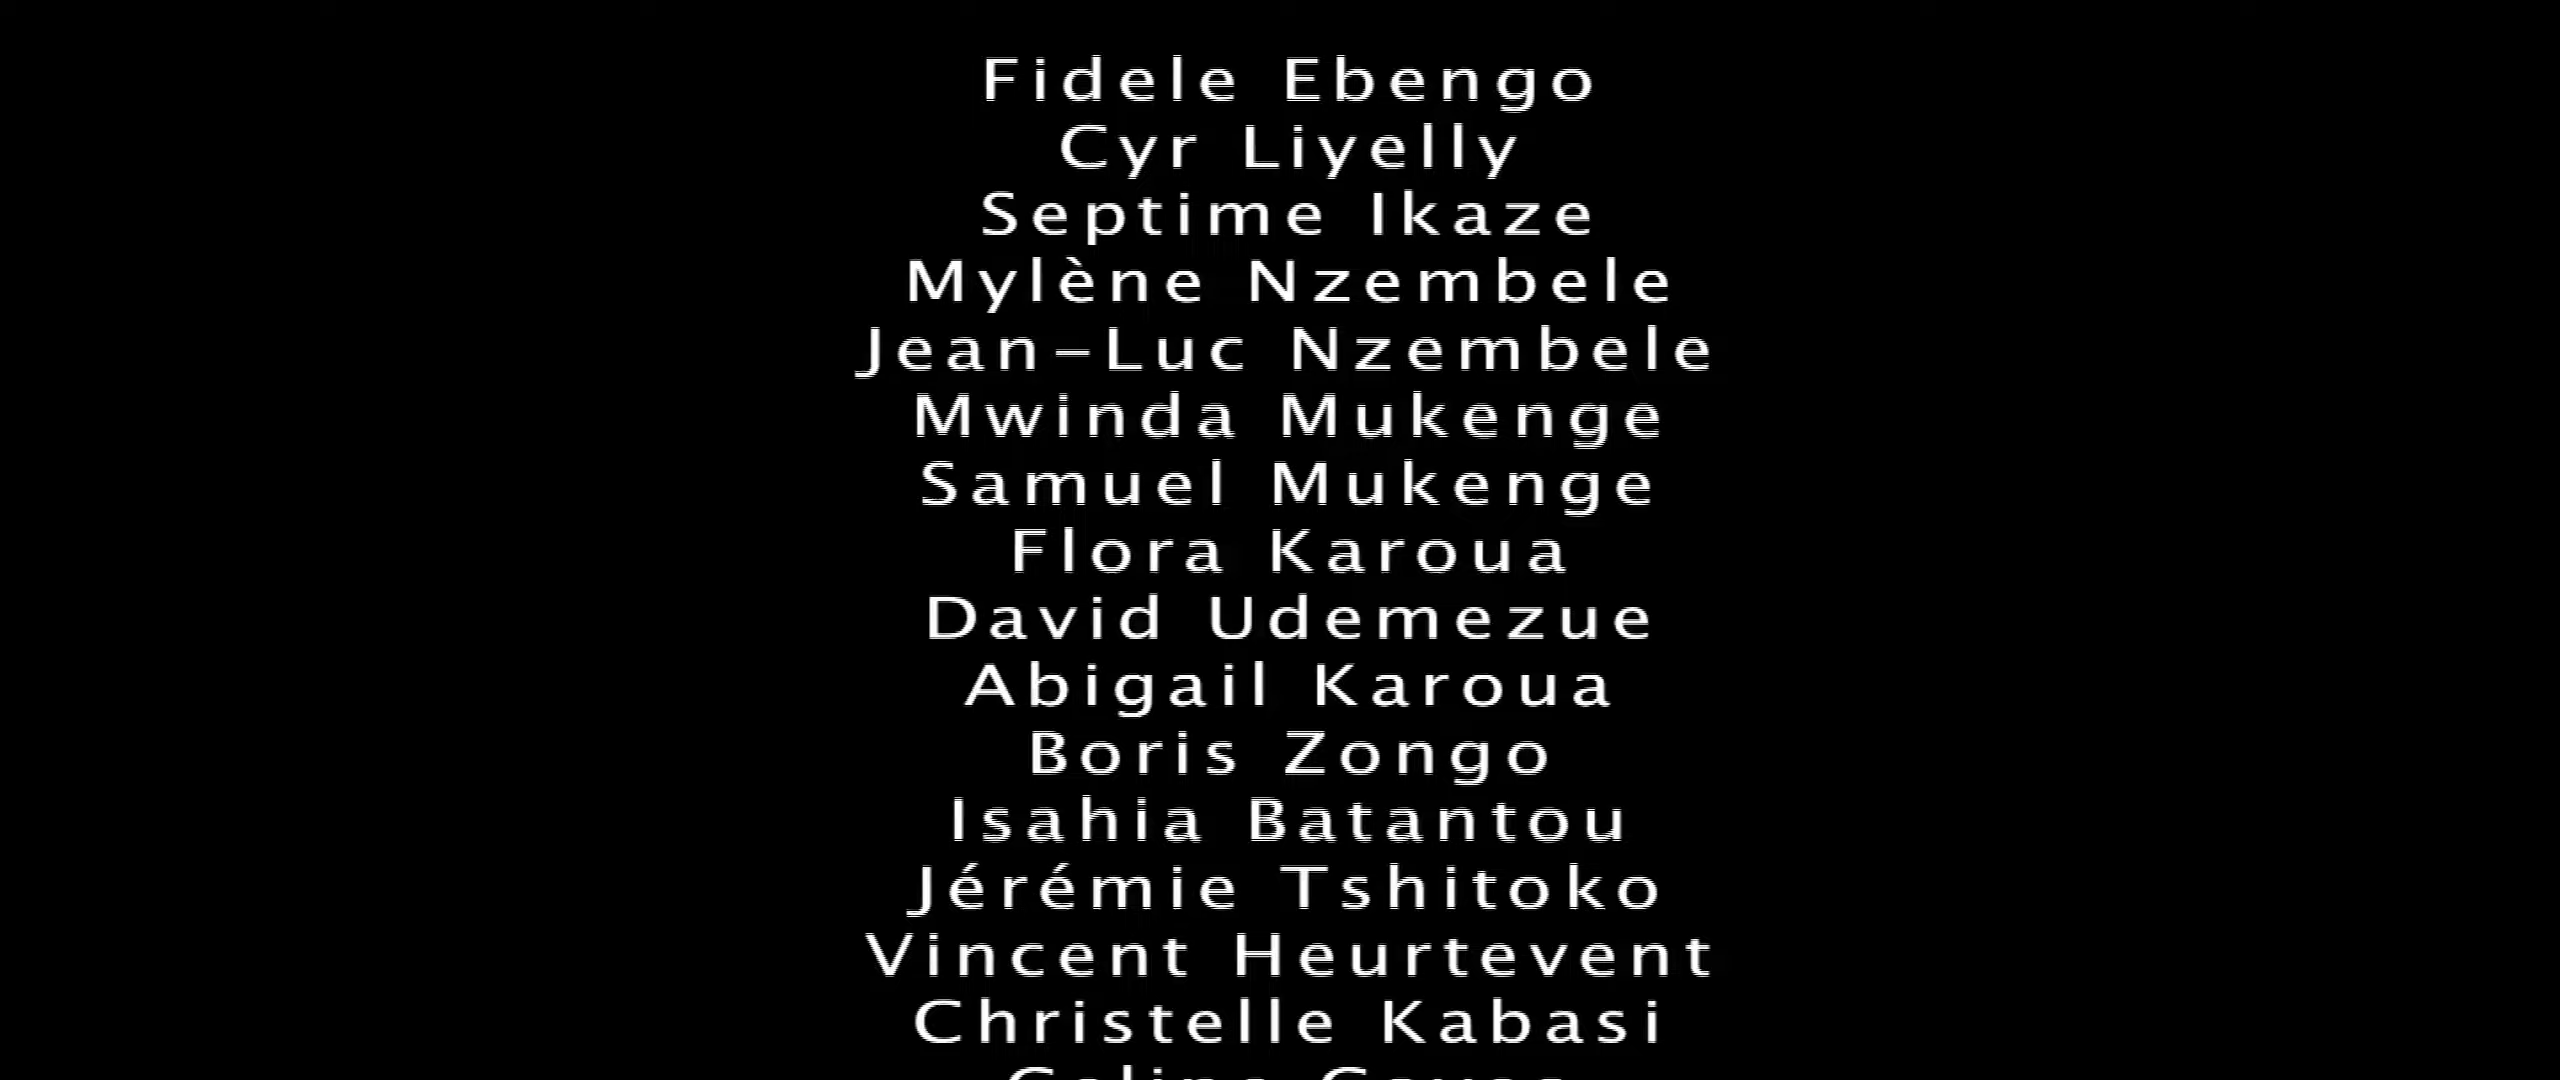 Fidele Ebengo
Cyr Liyelly
Septime Ikaze
Mylène Nzembele
Jean-Luc Nzembele
Mwinda Mukenge
Samuel Mukenge
Flora Karoua
David Udemezue
Abigail Karoua
Boris Zongo
Isahia Batantou
Jérémie Tshitoko
Vincent Heurtevent
Christelle Kabasi